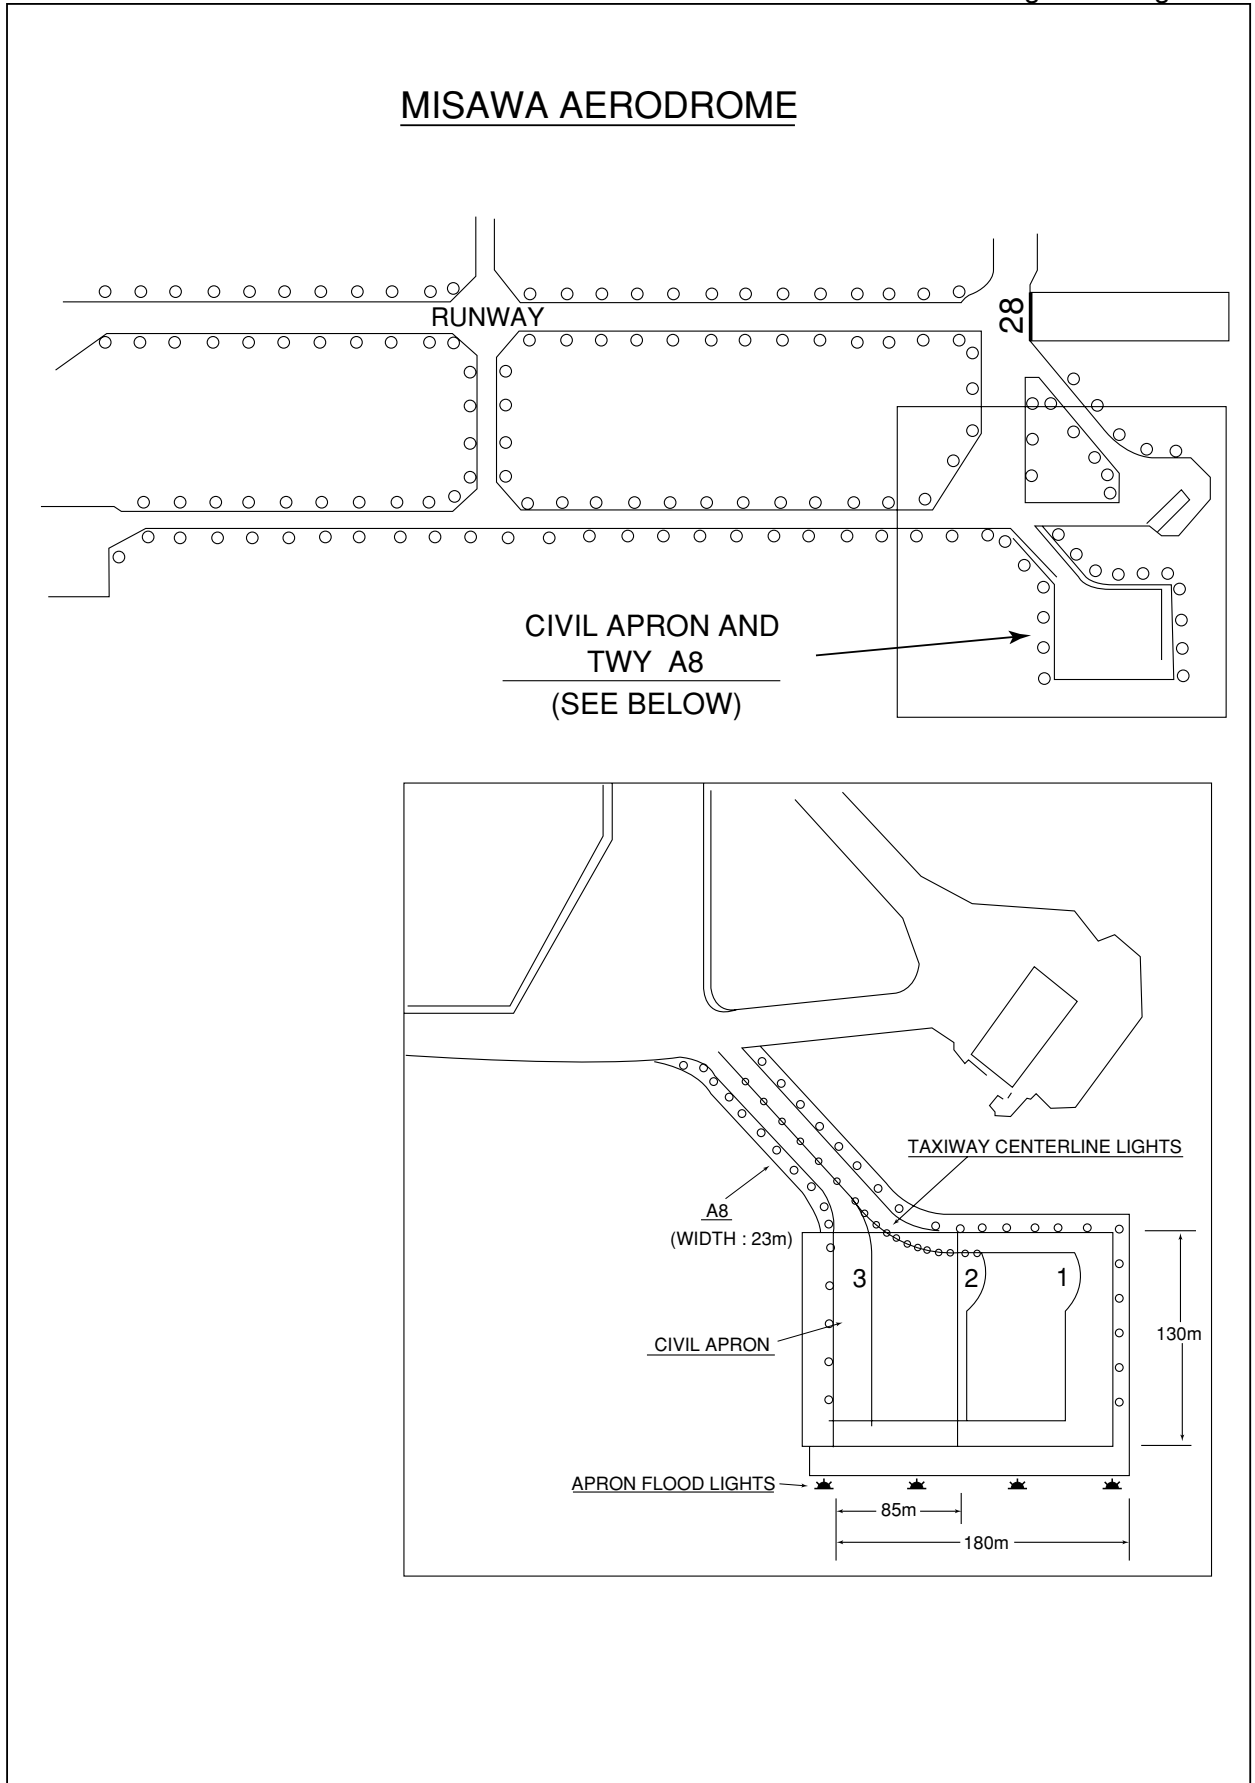 MISAWA AERODROME
RUNWAY
28
CIVIL APRON AND
TWY A8
(SEE BELOW)
TAXIWAY CENTERLINE LIGHTS
A8
(WIDTH : 23m)
3
2
1
130m
CIVIL APRON
APRON FLOOD LIGHTS
85m
180m